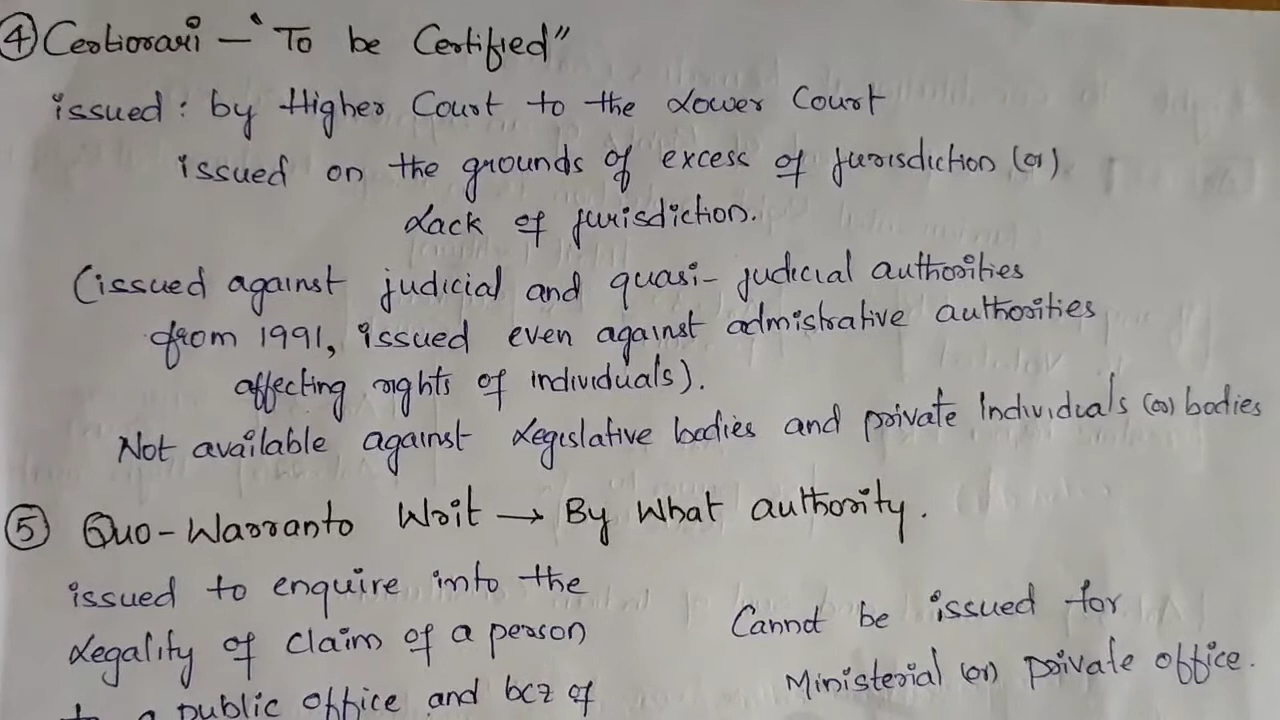 ④ Certiorari – "To be Certified"
issued : by Higher Court to the Lower Court
issued on the grounds of excess of jurisdiction (or)
Lack of jurisdiction.
(issued against judicial and quasi-judicial authorities
from 1991, issued even against admistrative authorities
affecting rights of individuals).
Not available against Legislative bodies and private Individuals (or) bodies
⑤ Quo-Warranto Writ → By What authority.
issued to enquire into the
Legality of claim of a person
to a public office and bcz of
Cannot be issued for
Ministerial (or) private office.